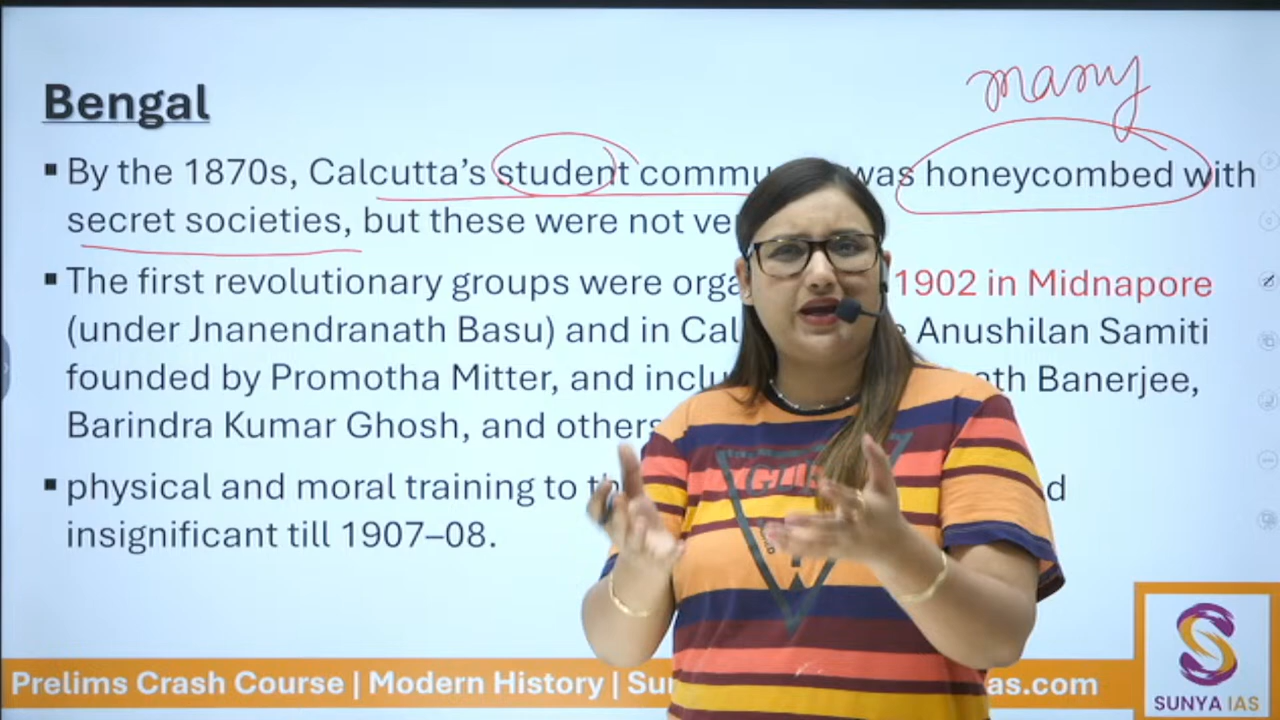 many
Bengal
▪ By the 1870s, Calcutta’s student commu was honeycombed with
secret societies, but these were not ve
▪ The first revolutionary groups were orga 1902 in Midnapore
(under Jnanendranath Basu) and in Cal Anushilan Samiti
founded by Promotha Mitter, and inclu ath Banerjee,
Barindra Kumar Ghosh, and others
▪ physical and moral training to th d
insignificant till 1907–08.
Prelims Crash Course | Modern History | Su as.com
SUNYA IAS